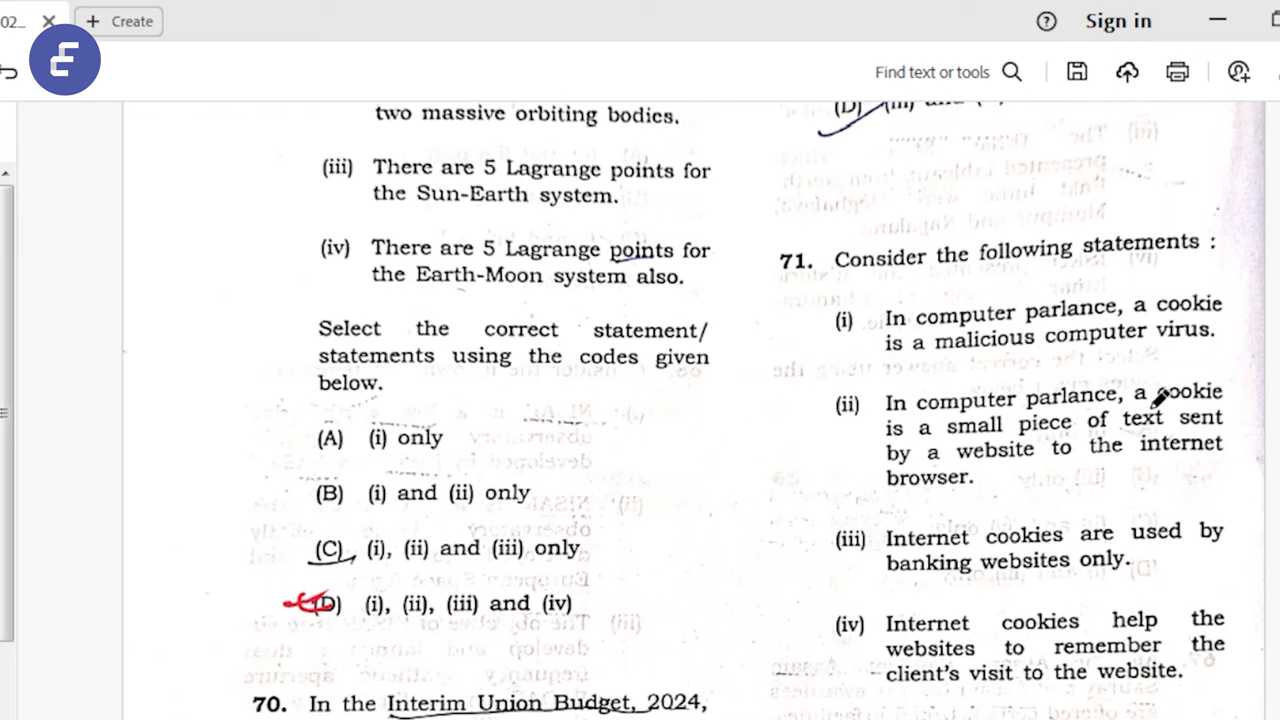 02_
+ Create
Sign in
Find text or tools
two massive orbiting bodies.
(iii) There are 5 Lagrange points for
the Sun-Earth system.
(iv) There are 5 Lagrange points for
the Earth-Moon system also.
Select the correct statement/
statements using the codes given
below.
(A) (i) only
(B) (i) and (ii) only
(C) (i), (ii) and (iii) only
(D) (i), (ii), (iii) and (iv)
70. In the Interim Union Budget, 2024,
(D) (iii) and
71. Consider the following statements :
(i) In computer parlance, a cookie
is a malicious computer virus.
(ii) In computer parlance, a cookie
is a small piece of text sent
by a website to the internet
browser.
(iii) Internet cookies are used by
banking websites only.
(iv) Internet cookies help the
websites to remember the
client's visit to the website.